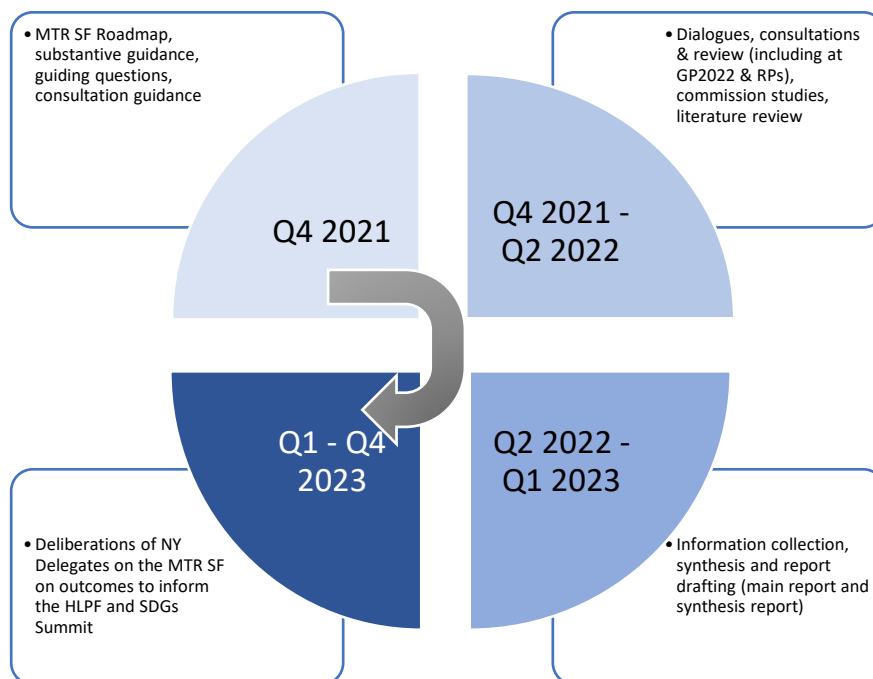 • MTR SF Roadmap,
substantive guidance,
guiding questions,
consultation guidance
• Dialogues, consultations
& review (including at
GP2022 & RPs),
commission studies,
literature review
Q4 2021
Q4 2021 -
Q2 2022
Q1 - Q4
2023
Q2 2022 -
Q1 2023
• Deliberations of NY
Delegates on the MTR SF
on outcomes to inform
the HLPF and SDGs
Summit
• Information collection,
synthesis and report
drafting (main report and
synthesis report)